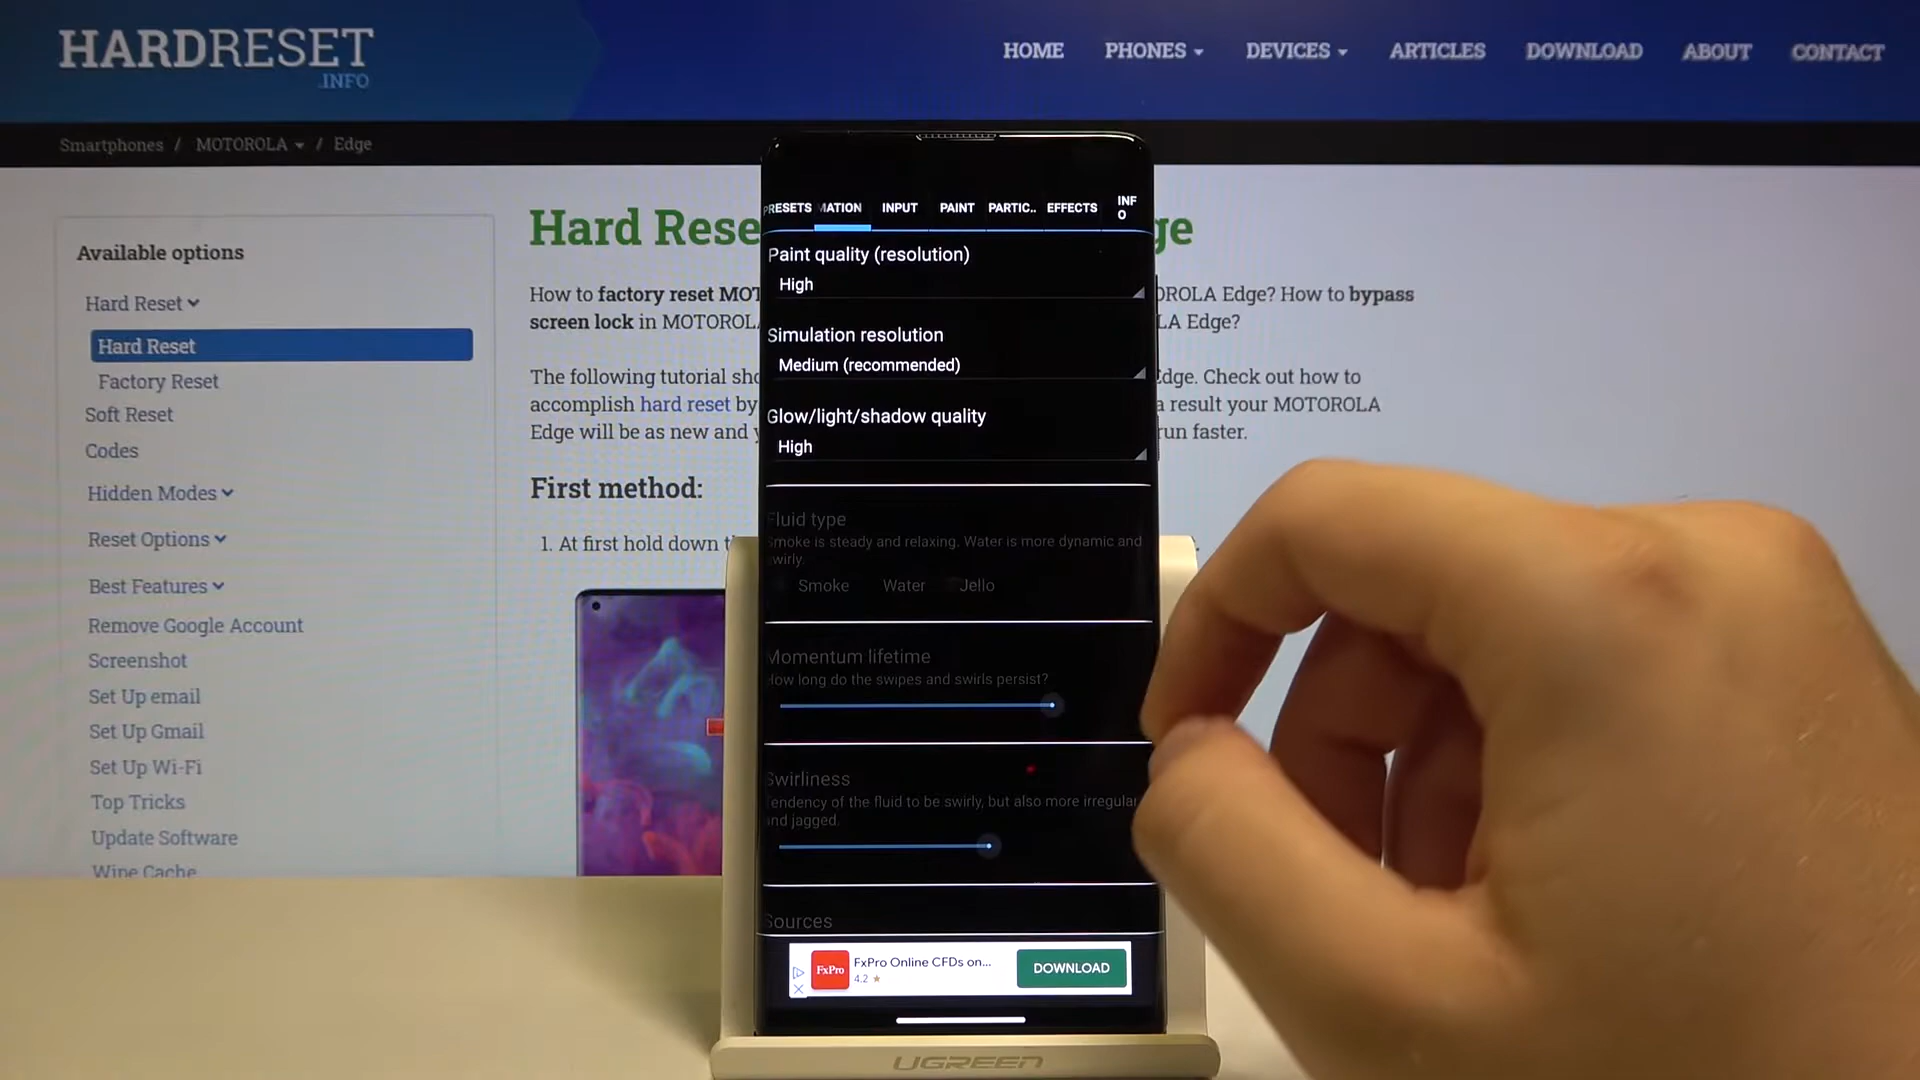 HARDRESET
.INFO
HOME PHONES DEVICES ARTICLES DOWNLOAD ABOUT CONTACT
Smartphones / MOTOROLA / Edge
Available options
Hard Reset
Hard Reset
Factory Reset
Soft Reset
Codes
Hidden Modes
Reset Options
Best Features
Remove Google Account
Screenshot
Set Up email
Set Up Gmail
Set Up Wi-Fi
Top Tricks
Update Software
Wipe Cache
Hard Rese
ge
How to factory reset MOT
OROLA Edge? How to bypass
screen lock in MOTOROLA
LA Edge?
The following tutorial sho
Edge. Check out how to
accomplish hard reset by
a result your MOTOROLA
Edge will be as new and y
run faster.
First method:
1. At first hold down t
PRESETS ATION INPUT PAINT PARTIC.. EFFECTS INF
O
Paint quality (resolution)
High
Simulation resolution
Medium (recommended)
Glow/light/shadow quality
High
Fluid type
Smoke is steady and relaxing. Water is more dynamic and
swirly.
Smoke Water Jello
Momentum lifetime
How long do the swipes and swirls persist?
Swirliness
Tendency of the fluid to be swirly, but also more irregular
and jagged.
Sources
FxPro
FxPro Online CFDs on...
4.2 ★
DOWNLOAD
UGREEN